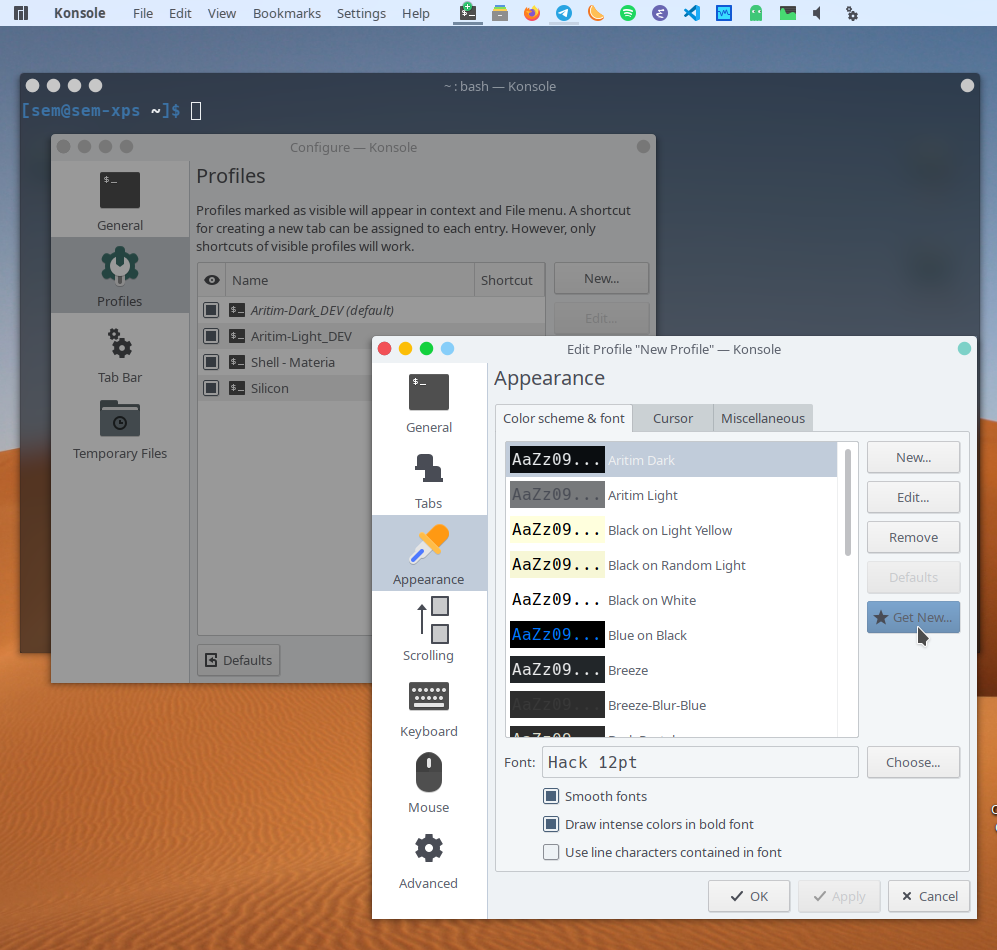 Konsole File Edit View Bookmarks Settings Help
~ : bash — Konsole
[sem@sem-xps ~]$
Configure — Konsole
General
Profiles
Tab Bar
Temporary Files
Profiles
Profiles marked as visible will appear in context and File menu. A shortcut
for creating a new tab can be assigned to each entry. However, only
shortcuts of visible profiles will work.
Name Shortcut
Aritim-Dark_DEV (default)
Aritim-Light_DEV
Shell - Materia
Silicon
New...
Edit...
Defaults
Edit Profile "New Profile" — Konsole
General
Tabs
Appearance
Scrolling
Keyboard
Mouse
Advanced
Appearance
Color scheme & font Cursor Miscellaneous
AaZz09... Aritim Dark
AaZz09... Aritim Light
AaZz09... Black on Light Yellow
AaZz09... Black on Random Light
AaZz09... Black on White
AaZz09... Blue on Black
AaZz09... Breeze
AaZz09... Breeze-Blur-Blue
New...
Edit...
Remove
Defaults
Get New...
Font: Hack 12pt Choose...
Smooth fonts
Draw intense colors in bold font
Use line characters contained in font
OK Apply Cancel